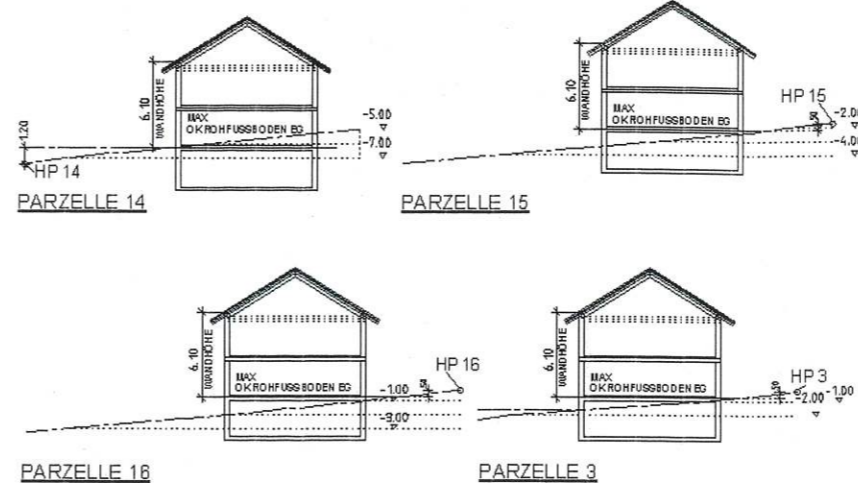 6.10
WANDHÖHE
1.20
MAX
OKROHFUSSBODEN EG
-5.00
-7.00
HP 14
PARZELLE 14
6.10
WANDHÖHE
MAX
OKROHFUSSBODEN EG
HP 15
.50
-2.00
-4.00
PARZELLE 15
6.10
WANDHÖHE
MAX
OKROHFUSSBODEN EG
HP 16
-1.00
.50
-3.00
PARZELLE 16
6.10
WANDHÖHE
MAX
OKROHFUSSBODEN EG
HP 3
.50
-2.00
-1.00
PARZELLE 3